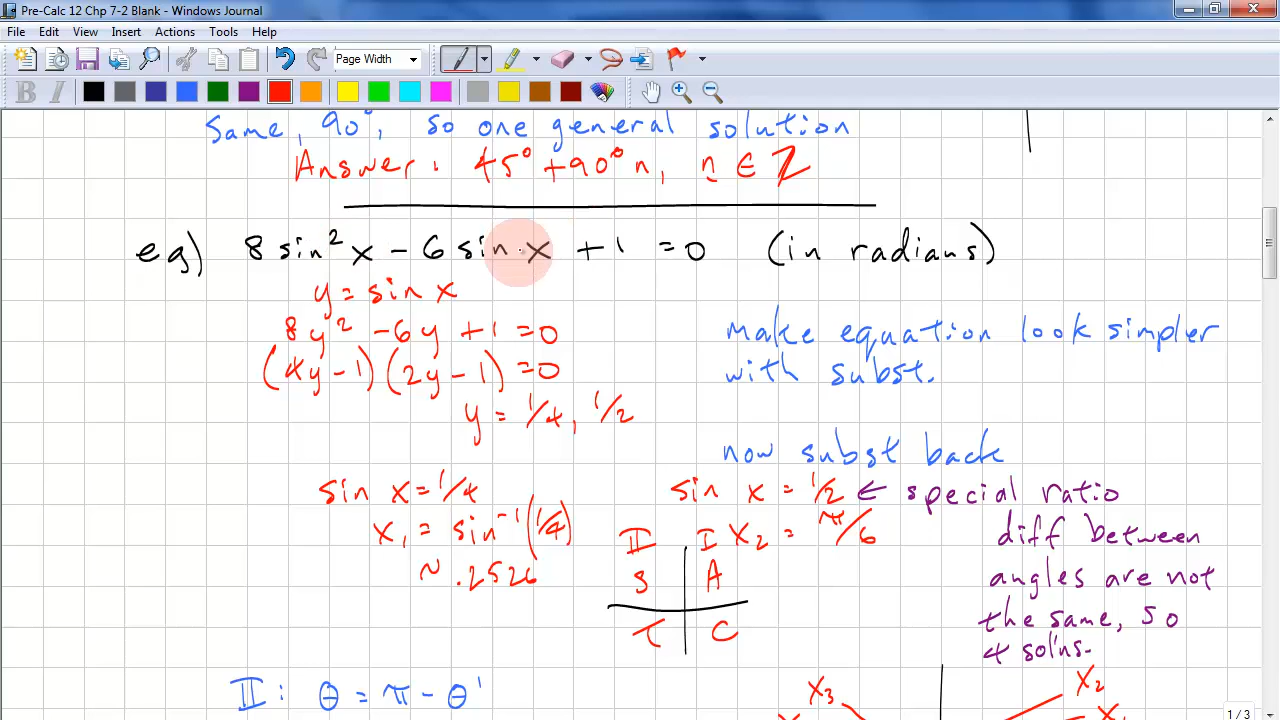 Pre-Calc 12 Chp 7-2 Blank - Windows Journal
File Edit View Insert Actions Tools Help
Page Width
B I
Same, 90°, so one general solution
Answer: 45° + 90° n, n ∈ Z
eg) 8 sin² x - 6 sin x + 1 = 0 (in radians)
y = sin x
8y² - 6y + 1 = 0
(4y - 1)(2y - 1) = 0
y = 1/4, 1/2
make equation look simpler
with subst.
now subst back
sin x = 1/4
x₁ = sin⁻¹(1/4)
~ .2526
sin x = 1/2 ← special ratio
x₂ = π/6
II I
S A
T C
diff between
angles are not
the same, so
4 solns.
II: θ = π - θ'
x₃
x₂
x₁
1/3